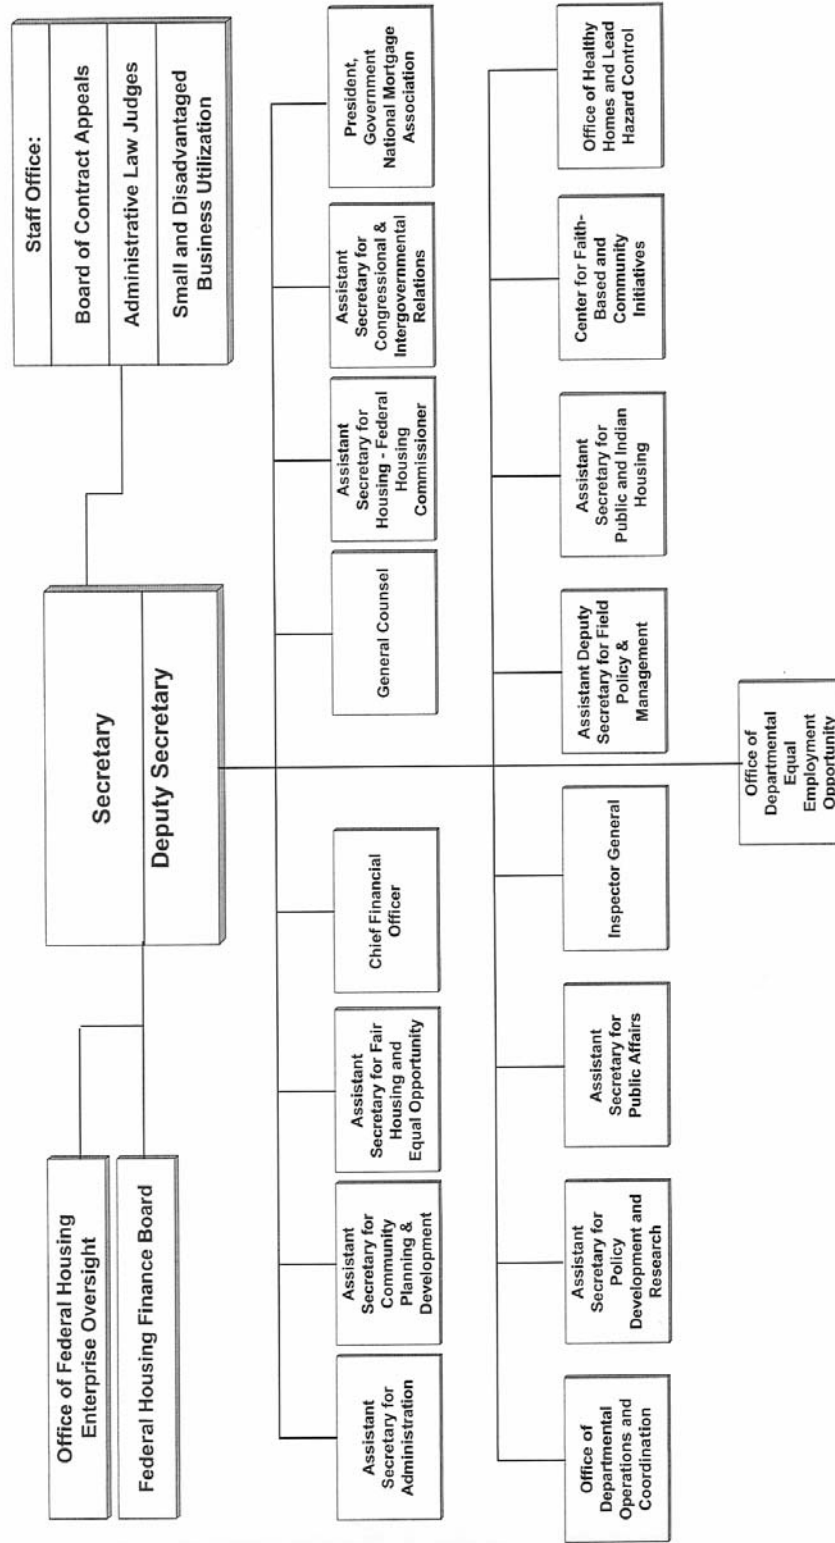 Office of Federal Housing
Enterprise Oversight
Federal Housing Finance Board
Secretary
Deputy Secretary
Staff Office:
Board of Contract Appeals
Administrative Law Judges
Small and Disadvantaged
Business Utilization
Assistant
Secretary for
Administration
Assistant
Secretary for
Community
Planning &
Development
Assistant
Secretary for Fair
Housing and
Equal Opportunity
Chief Financial
Officer
General Counsel
Assistant
Secretary for
Housing - Federal
Housing
Commissioner
Assistant
Secretary for
Congressional &
Intergovernmental
Relations
President,
Government
National Mortgage
Association
Office of
Departmental
Operations and
Coordination
Assistant
Secretary for
Policy
Development and
Research
Assistant
Secretary for
Public Affairs
Inspector General
Assistant Deputy
Secretary for Field
Policy &
Management
Assistant
Secretary for
Public and Indian
Housing
Center for Faith-
Based and
Community
Initiatives
Office of Healthy
Homes and Lead
Hazard Control
Office of
Departmental
Equal
Employment
Opportunity